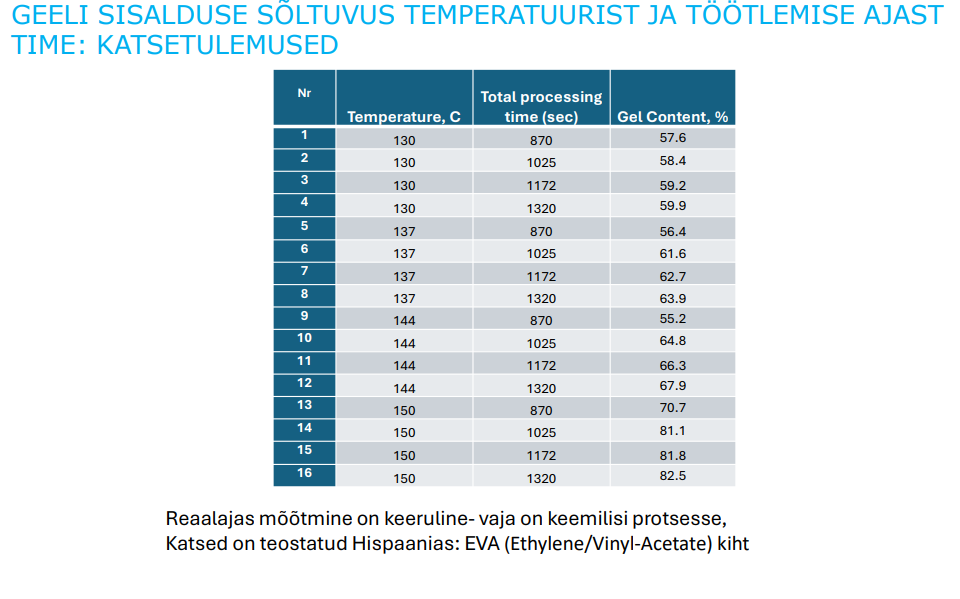 GEELI SISALDUSE SÕLTUVUS TEMPERATUURIST JA TÖÖTLEMISE AJAST
TIME: KATSETULEMUSED
Nr Temperature, C Total processing time (sec) Gel Content, %
1 130 870 57.6
2 130 1025 58.4
3 130 1172 59.2
4 130 1320 59.9
5 137 870 56.4
6 137 1025 61.6
7 137 1172 62.7
8 137 1320 63.9
9 144 870 55.2
10 144 1025 64.8
11 144 1172 66.3
12 144 1320 67.9
13 150 870 70.7
14 150 1025 81.1
15 150 1172 81.8
16 150 1320 82.5
Reaalajas mõõtmine on keeruline- vaja on keemilisi protsesse,
Katsed on teostatud Hispaanias: EVA (Ethylene/Vinyl-Acetate) kiht